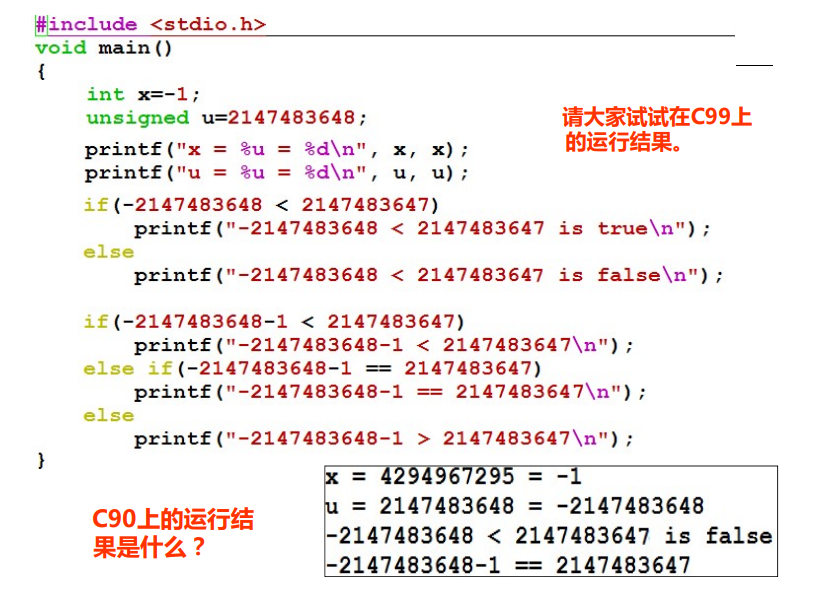 #include <stdio.h>
void main()
{
int x=-1;
unsigned u=2147483648;
请大家试试在C99上
的运行结果。
printf("x = %u = %d\n", x, x);
printf("u = %u = %d\n", u, u);
if(-2147483648 < 2147483647)
printf("-2147483648 < 2147483647 is true\n");
else
printf("-2147483648 < 2147483647 is false\n");
if(-2147483648-1 < 2147483647)
printf("-2147483648-1 < 2147483647\n");
else if(-2147483648-1 == 2147483647)
printf("-2147483648-1 == 2147483647\n");
else
printf("-2147483648-1 > 2147483647\n");
}
C90上的运行结
果是什么？
x = 4294967295 = -1
u = 2147483648 = -2147483648
-2147483648 < 2147483647 is false
-2147483648-1 == 2147483647